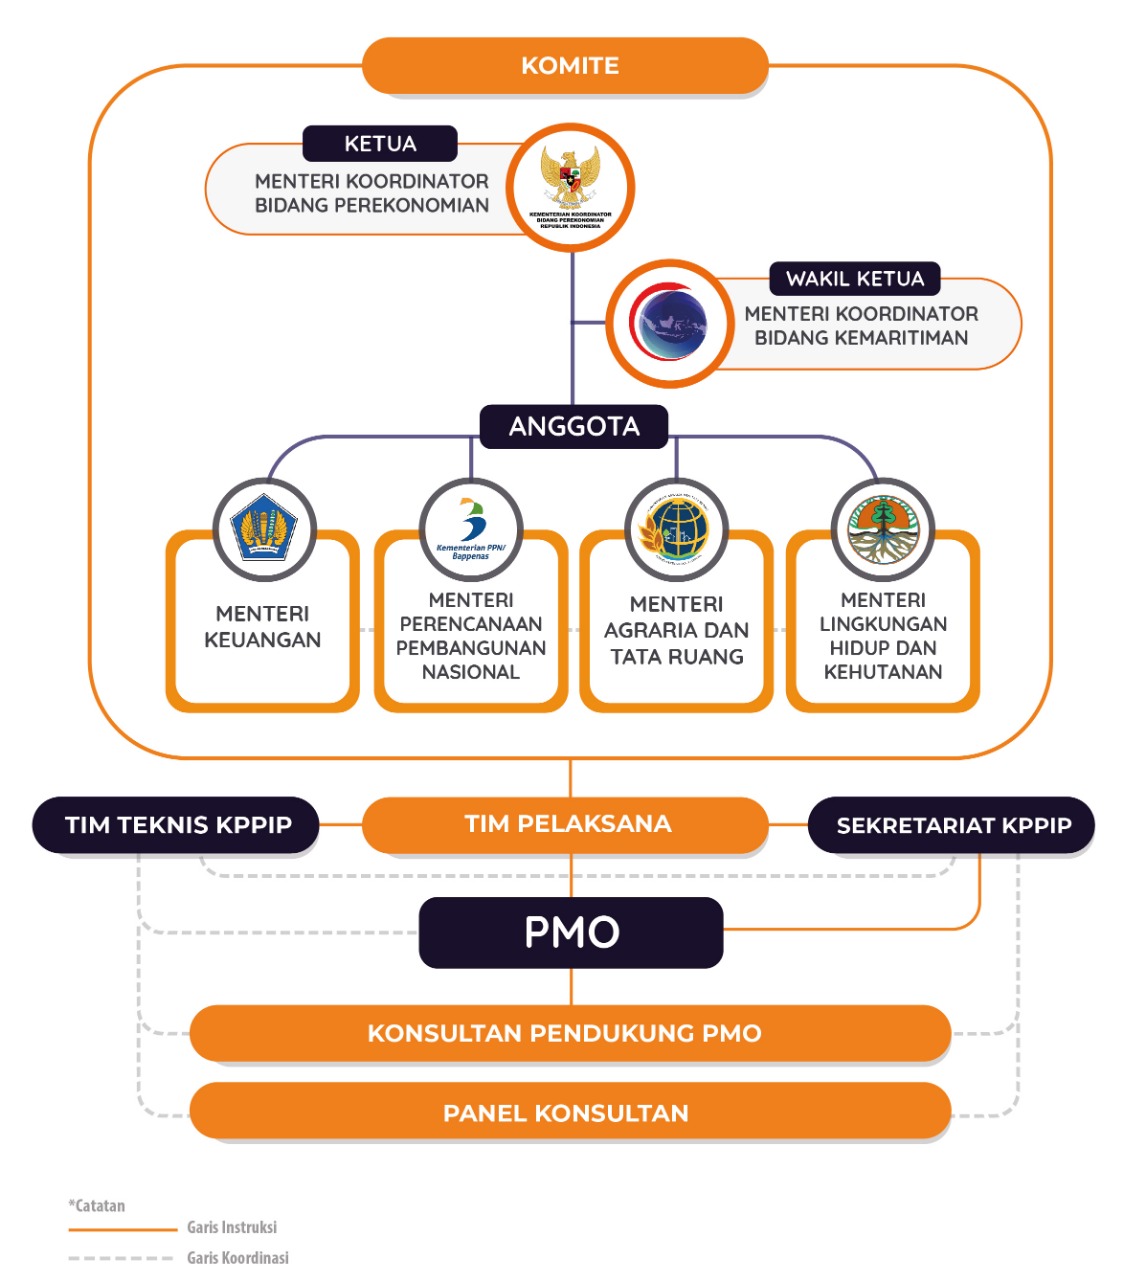 KOMITE
KETUA
MENTERI KOORDINATOR
BIDANG PEREKONOMIAN
KEMENTERIAN KOORDINATOR
BIDANG PEREKONOMIAN
REPUBLIK INDONESIA
WAKIL KETUA
MENTERI KOORDINATOR
BIDANG KEMARITIMAN
ANGGOTA
Kementerian PPN/
Bappenas
MENTERI
KEUANGAN
MENTERI
PERENCANAAN
PEMBANGUNAN
NASIONAL
MENTERI
AGRARIA DAN
TATA RUANG
MENTERI
LINGKUNGAN
HIDUP DAN
KEHUTANAN
TIM TEKNIS KPPIP
TIM PELAKSANA
SEKRETARIAT KPPIP
PMO
KONSULTAN PENDUKUNG PMO
PANEL KONSULTAN
*Catatan
Garis Instruksi
Garis Koordinasi